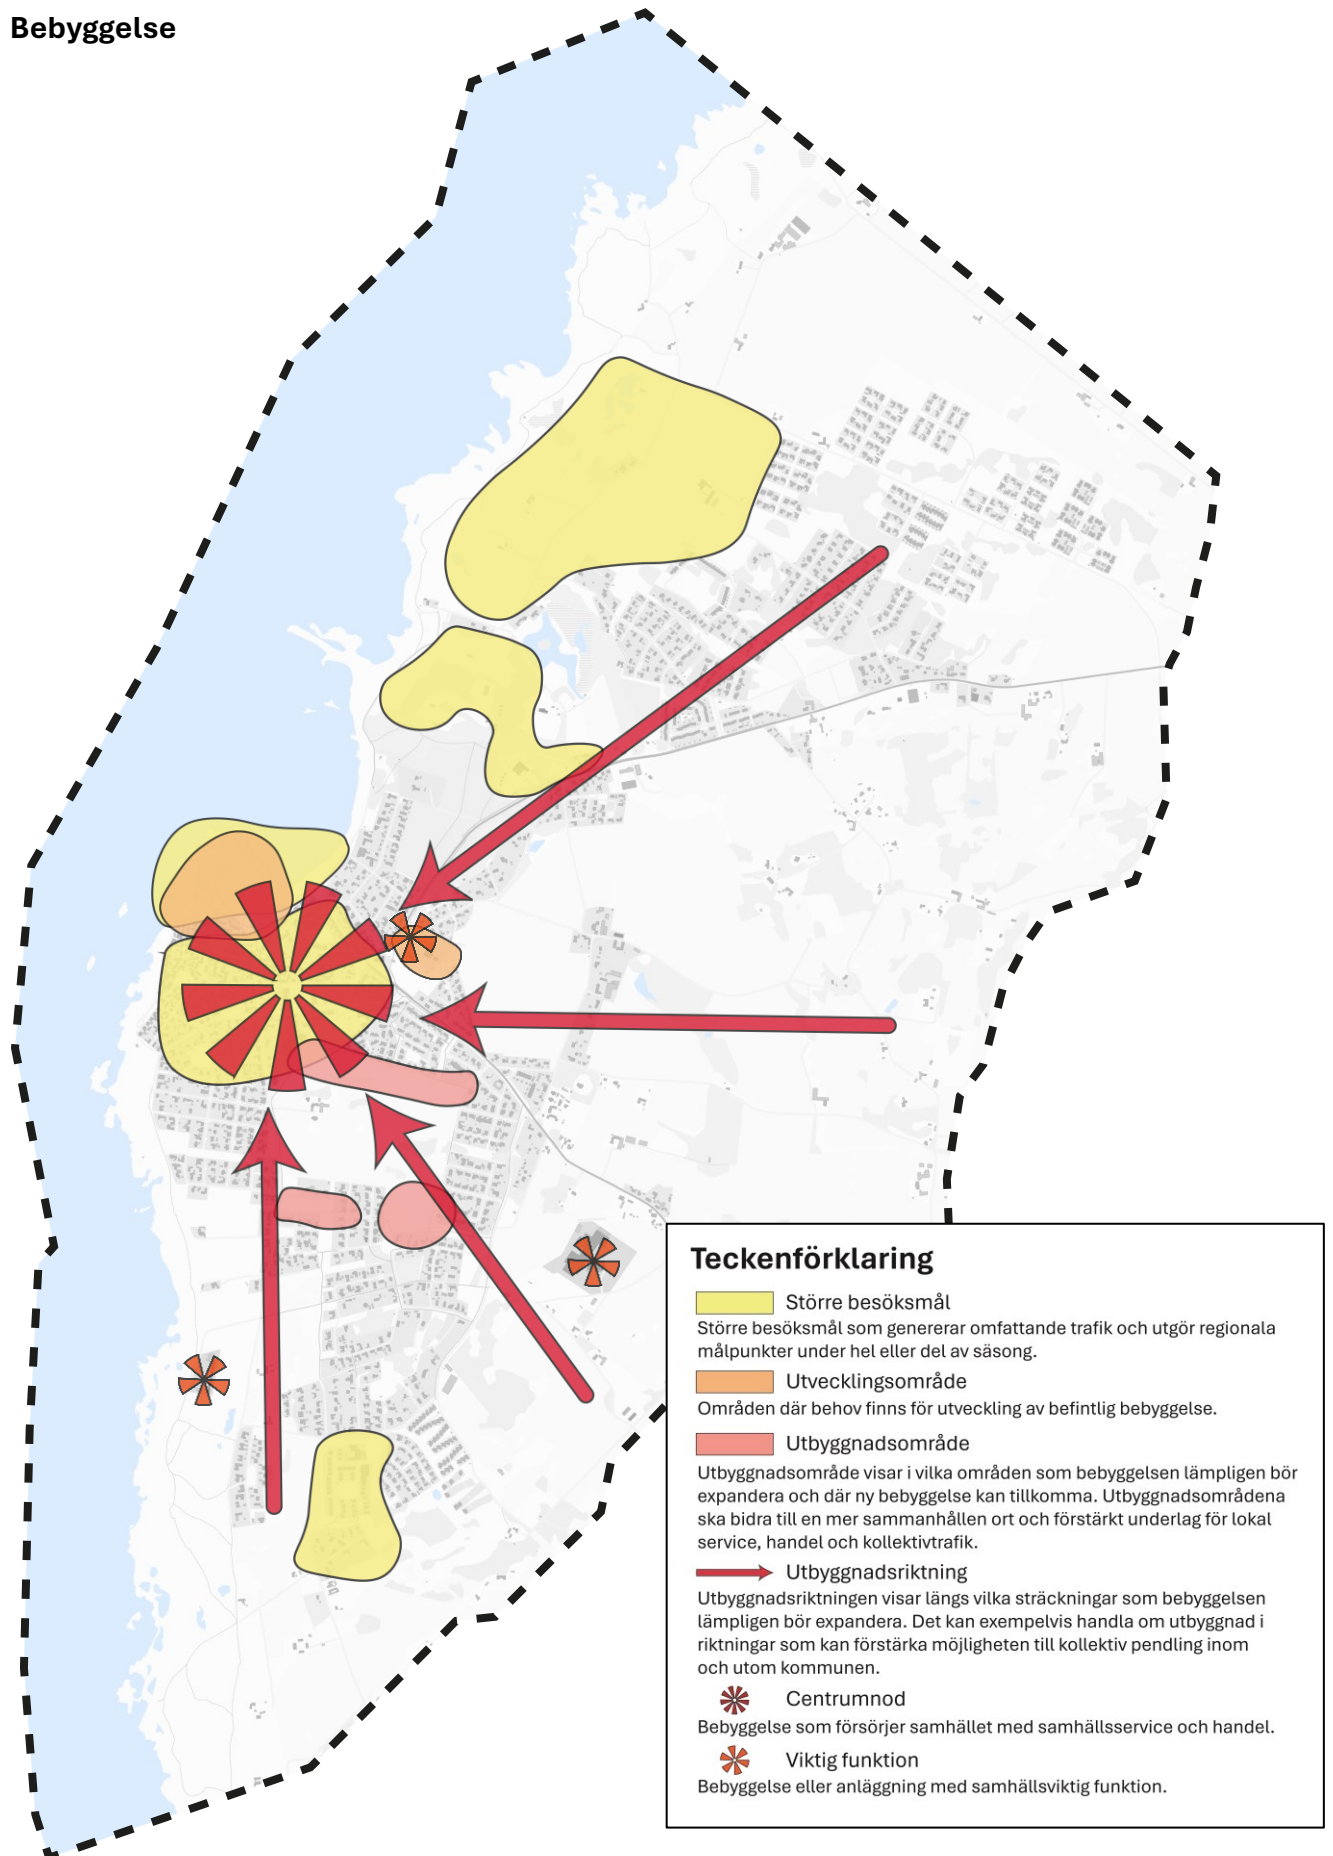 Bebyggelse
Teckenförklaring
Större besöksmål
Större besöksmål som genererar omfattande trafik och utgör regionala
målpunkter under hel eller del av säsong.
Utvecklingsområde
Områden där behov finns för utveckling av befintlig bebyggelse.
Utbyggnadsområde
Utbyggnadsområde visar i vilka områden som bebyggelsen lämpligen bör
expandera och där ny bebyggelse kan tillkomma. Utbyggnadsområdena
ska bidra till en mer sammanhållen ort och förstärkt underlag för lokal
service, handel och kollektivtrafik.
Utbyggnadsriktning
Utbyggnadsriktningen visar längs vilka sträckningar som bebyggelsen
lämpligen bör expandera. Det kan exempelvis handla om utbyggnad i
riktningar som kan förstärka möjligheten till kollektiv pendling inom
och utom kommunen.
Centrumnod
Bebyggelse som försörjer samhället med samhällsservice och handel.
Viktig funktion
Bebyggelse eller anläggning med samhällsviktig funktion.